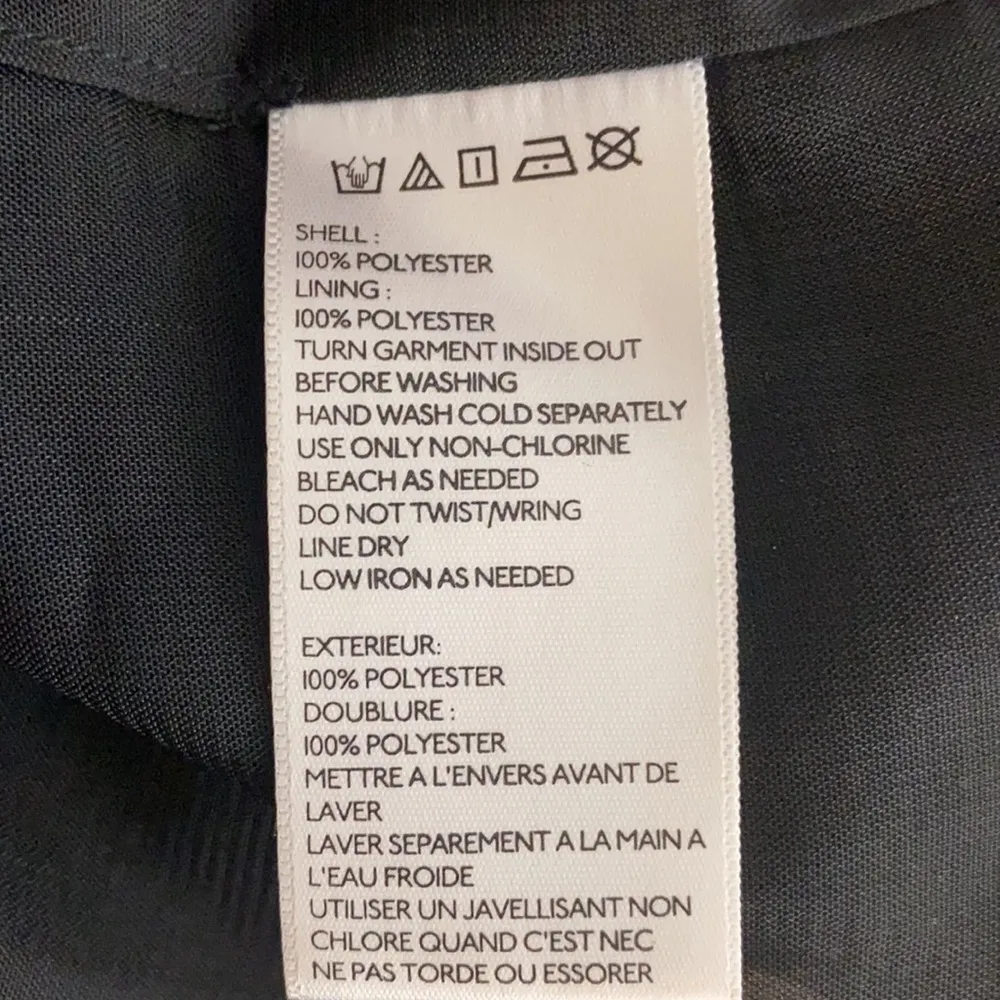 SHELL :
100% POLYESTER
LINING :
100% POLYESTER
TURN GARMENT INSIDE OUT
BEFORE WASHING
HAND WASH COLD SEPARATELY
USE ONLY NON-CHLORINE
BLEACH AS NEEDED
DO NOT TWIST/WRING
LINE DRY
LOW IRON AS NEEDED
EXTERIEUR:
100% POLYESTER
DOUBLURE :
100% POLYESTER
METTRE A L'ENVERS AVANT DE
LAVER
LAVER SEPAREMENT A LA MAIN A
L'EAU FROIDE
UTILISER UN JAVELLISANT NON
CHLORE QUAND C'EST NEC
NE PAS TORDE OU ESSORER